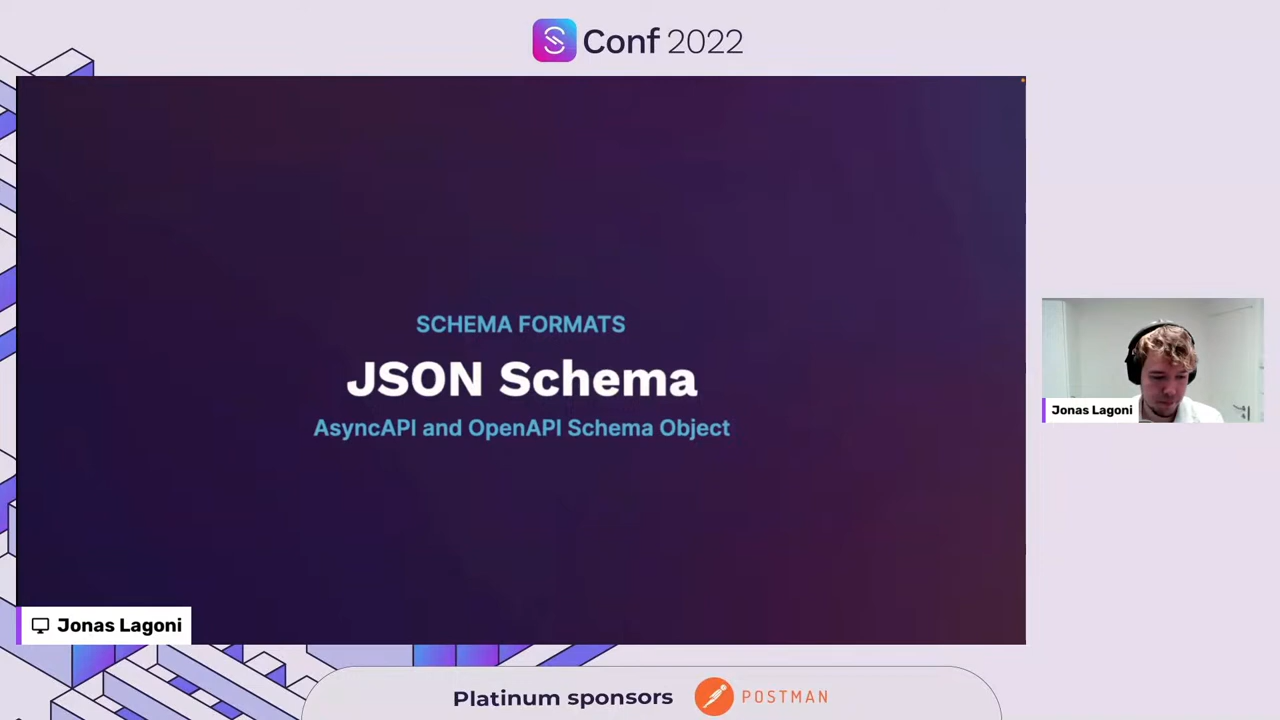 Conf 2022
SCHEMA FORMATS
JSON Schema
AsyncAPI and OpenAPI Schema Object
Jonas Lagoni
Jonas Lagoni
Platinum sponsors
POSTMAN